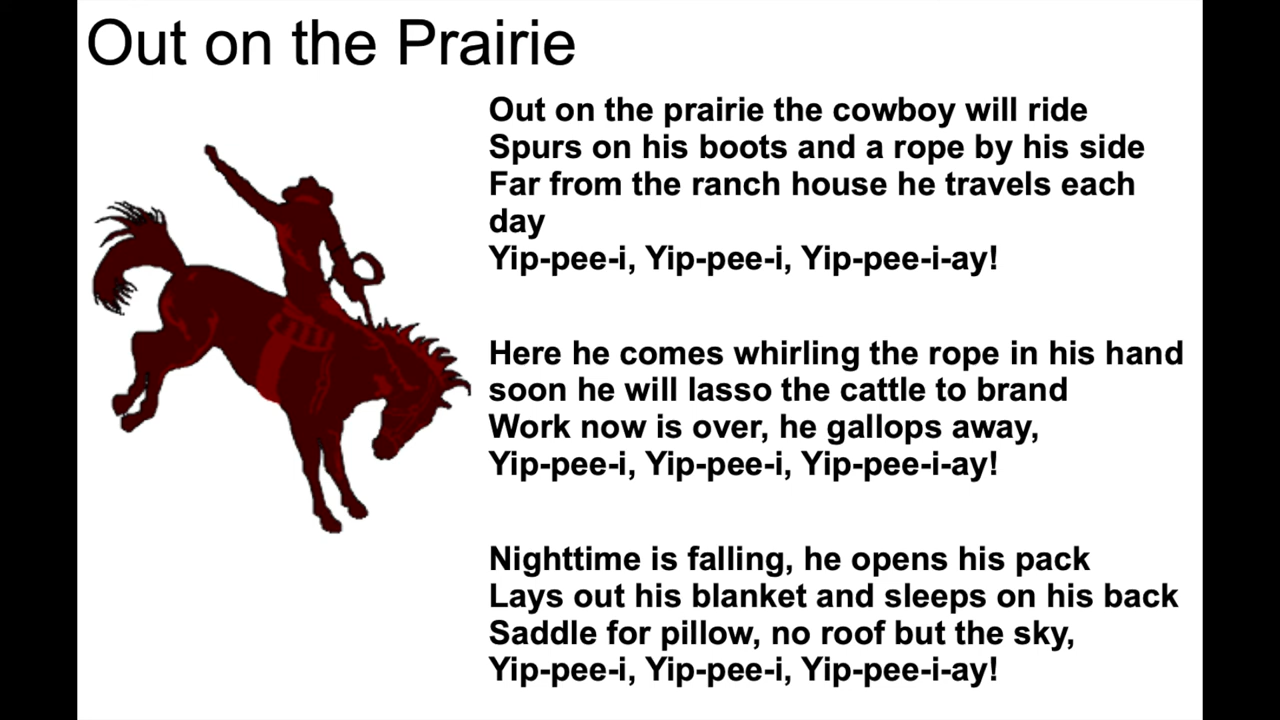 Out on the Prairie
Out on the prairie the cowboy will ride
Spurs on his boots and a rope by his side
Far from the ranch house he travels each
day
Yip-pee-i, Yip-pee-i, Yip-pee-i-ay!
Here he comes whirling the rope in his hand
soon he will lasso the cattle to brand
Work now is over, he gallops away,
Yip-pee-i, Yip-pee-i, Yip-pee-i-ay!
Nighttime is falling, he opens his pack
Lays out his blanket and sleeps on his back
Saddle for pillow, no roof but the sky,
Yip-pee-i, Yip-pee-i, Yip-pee-i-ay!